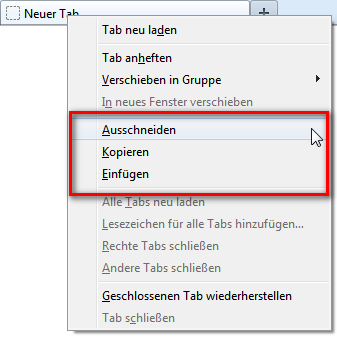 Neuer Tab
Tab neu laden
Tab anheften
Verschieben in Gruppe
In neues Fenster verschieben
Ausschneiden
Kopieren
Einfügen
Alle Tabs neu laden
Lesezeichen für alle Tabs hinzufügen...
Rechte Tabs schließen
Andere Tabs schließen
Geschlossenen Tab wiederherstellen
Tab schließen